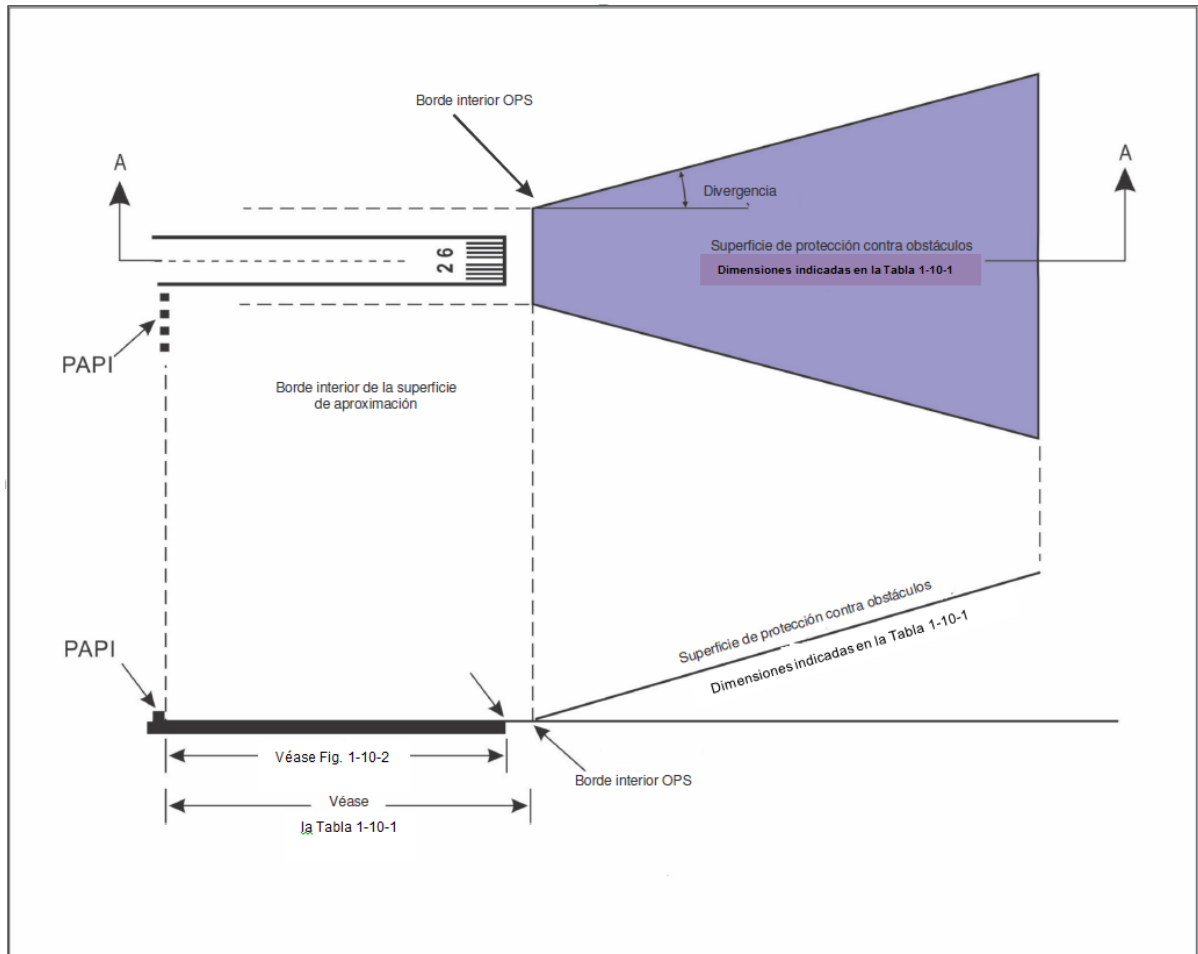 Borde interior OPS
A
A
Divergencia
Superficie de protección contra obstáculos
Dimensiones indicadas en la Tabla 1-10-1
26
PAPI
Borde interior de la superficie
de aproximación
Superficie de protección contra obstáculos
Dimensiones indicadas en la Tabla 1-10-1
PAPI
Véase Fig. 1-10-2
Borde interior OPS
Véase
la Tabla 1-10-1